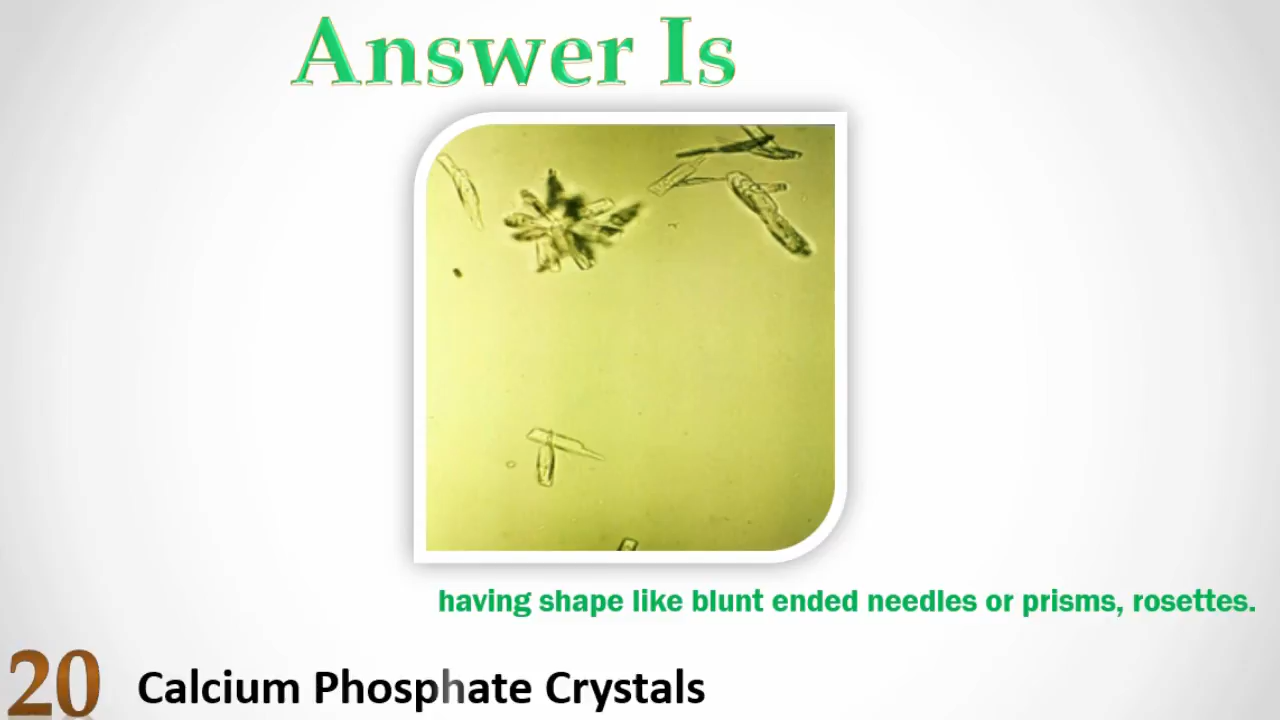 Answer Is
having shape like blunt ended needles or prisms, rosettes.
20 Calcium Phosphate Crystals